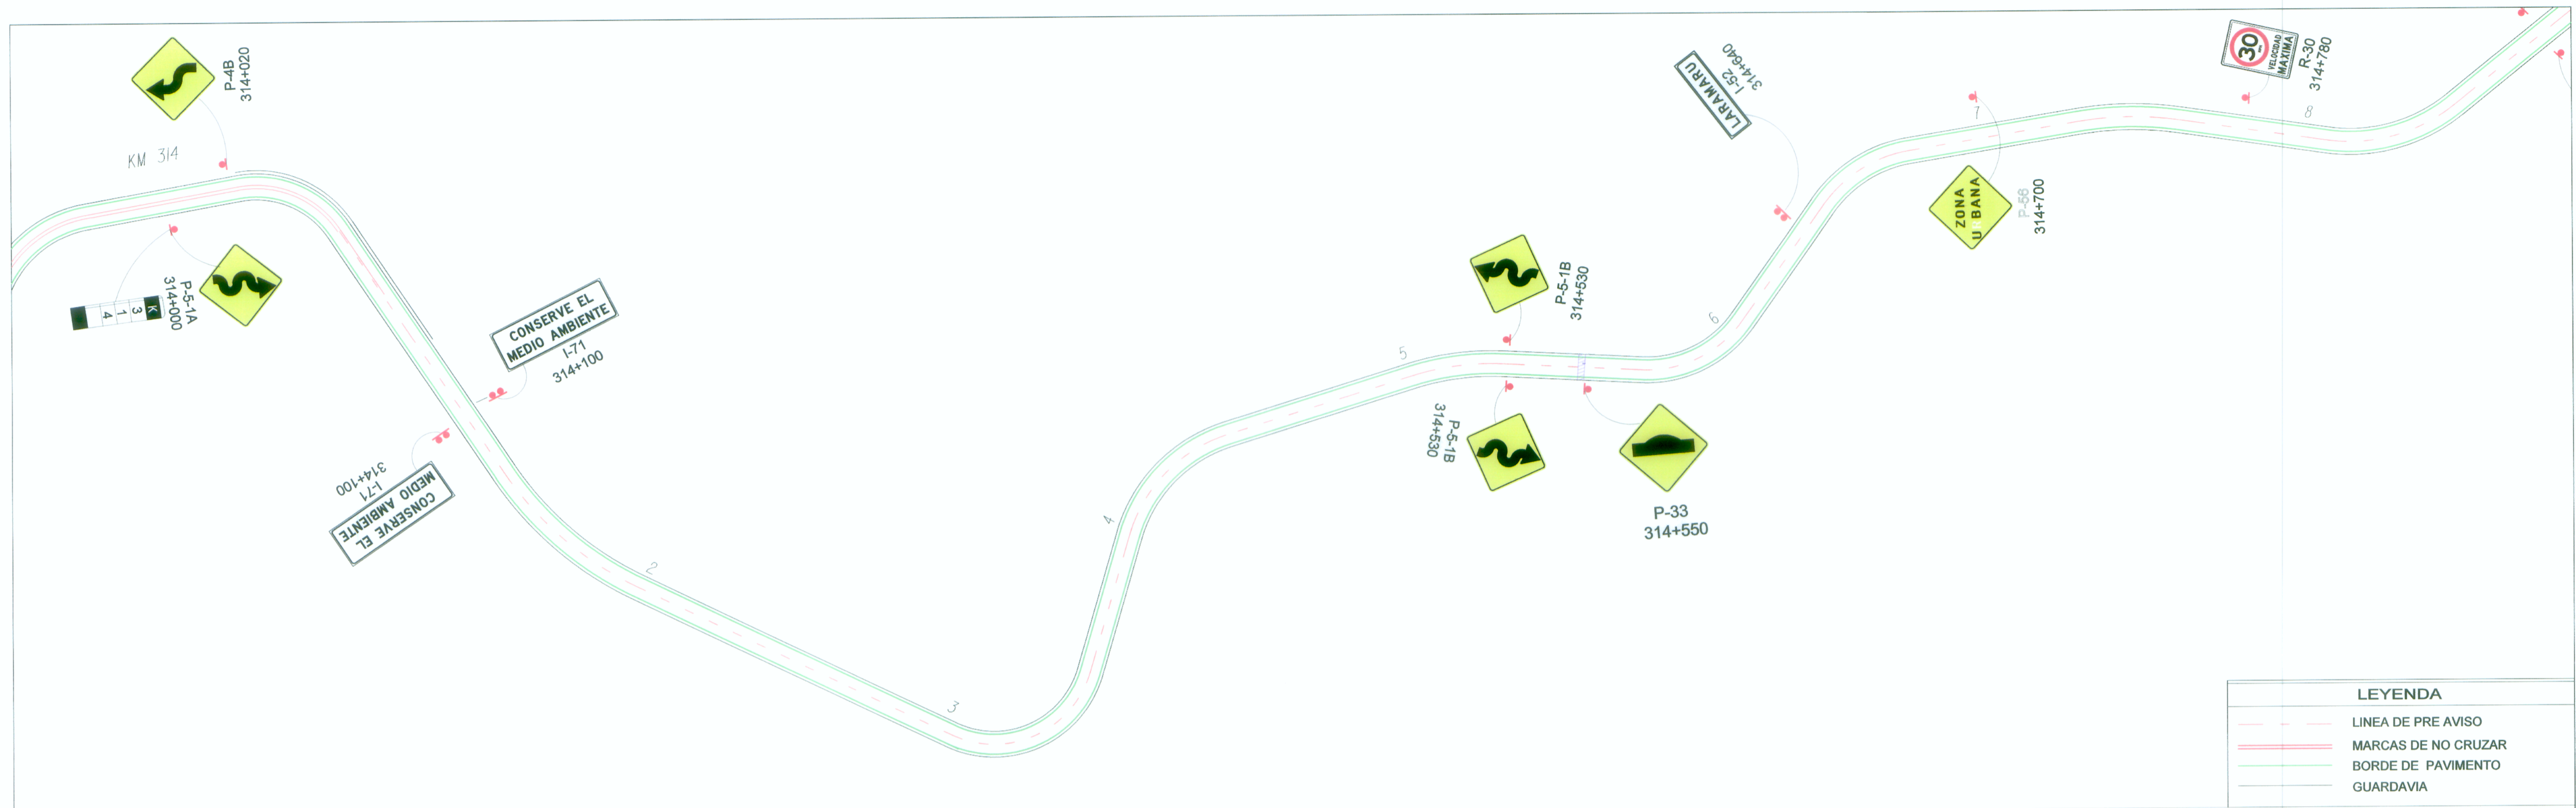 P-4B
314+020
KM 314
K
3
1
4
P-5-1A
314+000
CONSERVE EL
MEDIO AMBIENTE
I-71
314+100
CONSERVE EL
MEDIO AMBIENTE
I-71
314+100
2
3
4
5
P-5-1B
314+530
P-5-1B
314+530
P-33
314+550
6
LARAMARU
I-52
314+640
7
ZONA
U BANA
P-56
314+700
30
VELOCIDAD
MAXIMA
R-30
314+780
8
LEYENDA
LINEA DE PRE AVISO
MARCAS DE NO CRUZAR
BORDE DE PAVIMENTO
GUARDAVIA